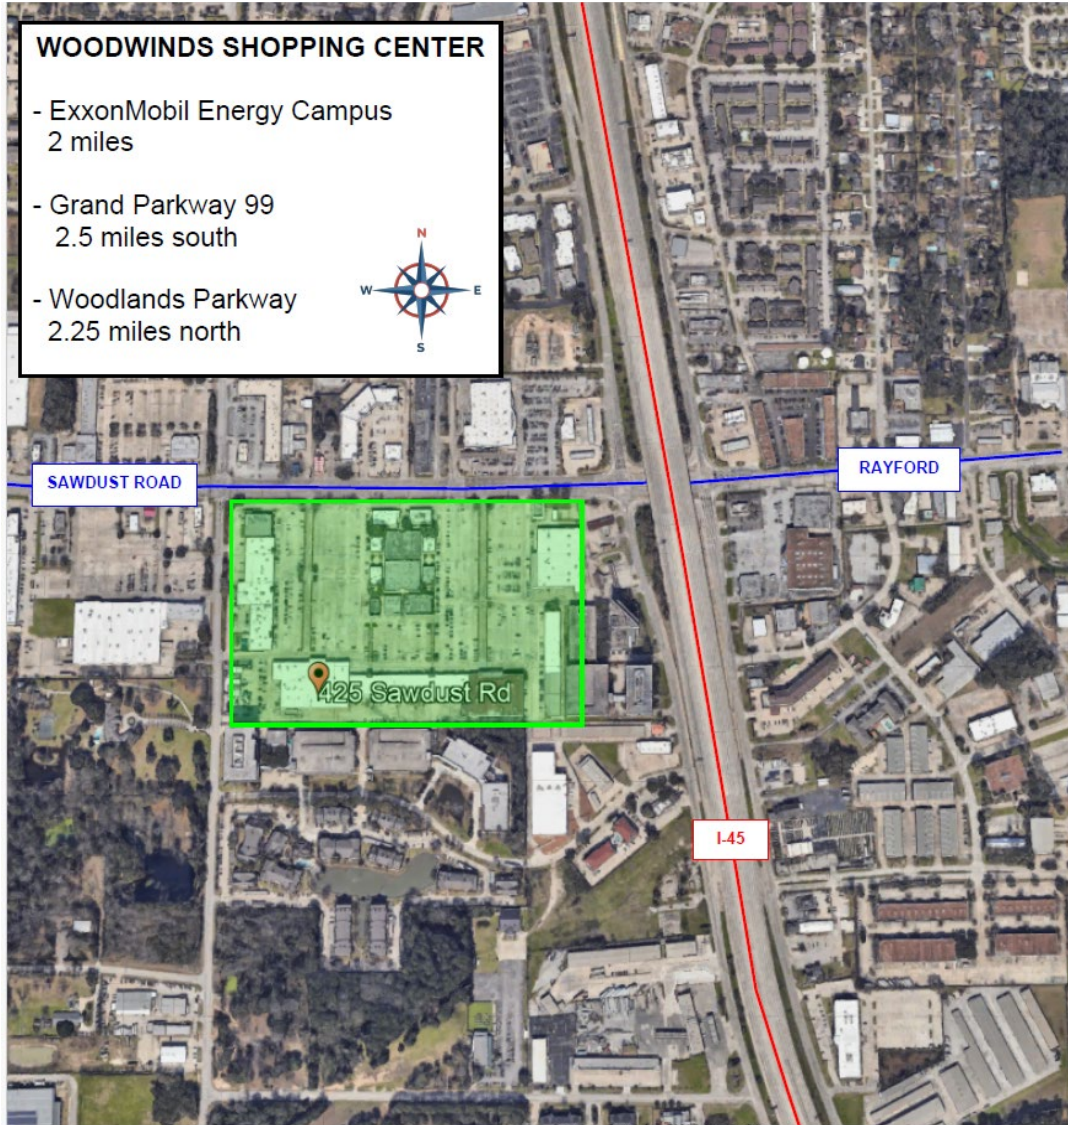 WOODWINDS SHOPPING CENTER
- ExxonMobil Energy Campus
2 miles
- Grand Parkway 99
2.5 miles south
- Woodlands Parkway
2.25 miles north
N
W E
S
SAWDUST ROAD
RAYFORD
425 Sawdust Rd
I-45